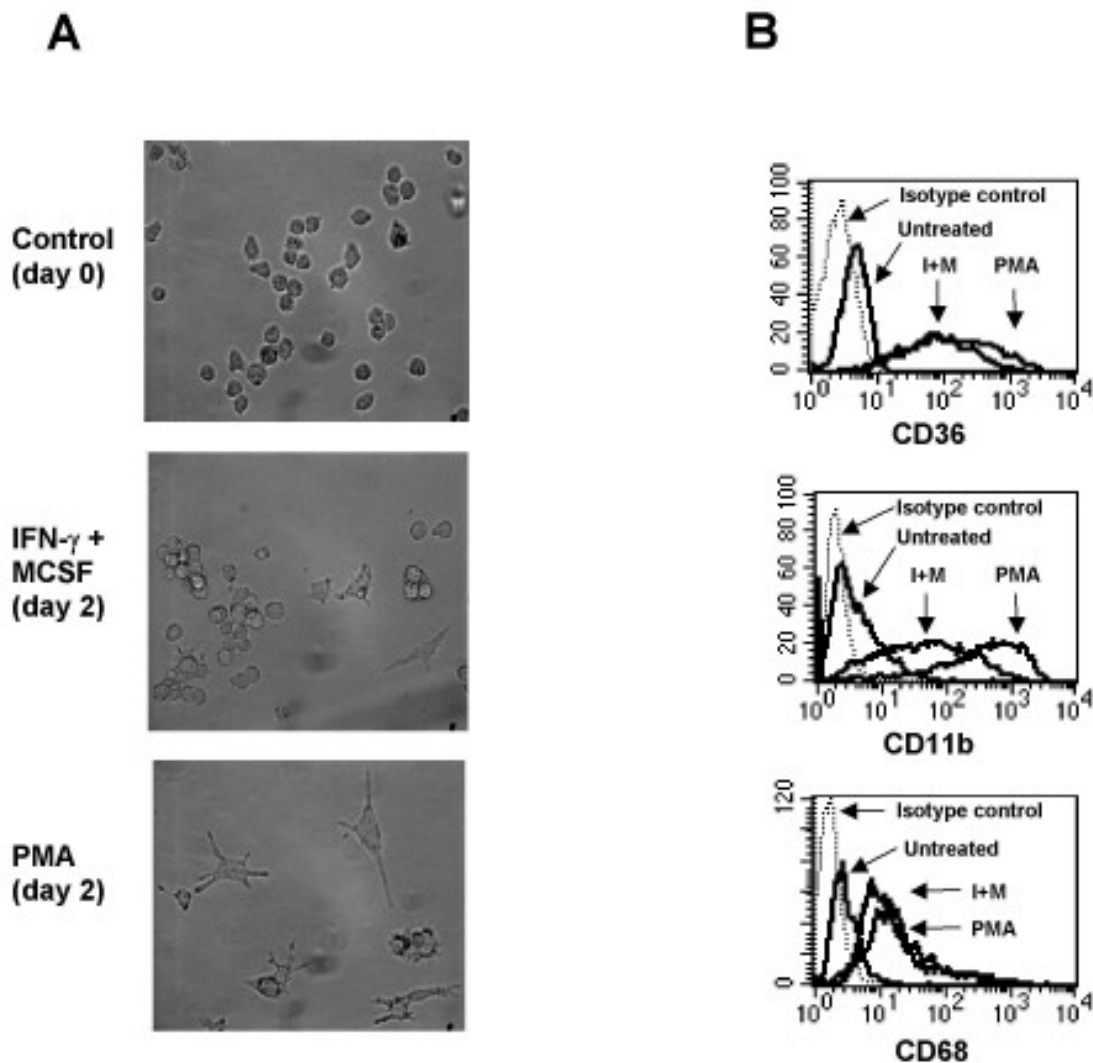 A
B
Control
(day 0)
IFN-γ +
MCSF
(day 2)
PMA
(day 2)
100
80
60
40
20
0
Isotype control
Untreated
I+M PMA
10^0 10^1 10^2 10^3 10^4
CD36
100
80
60
40
20
0
Isotype control
Untreated
I+M PMA
10^0 10^1 10^2 10^3 10^4
CD11b
120
0
Isotype control
Untreated
I+M
PMA
10^0 10^1 10^2 10^3 10^4
CD68